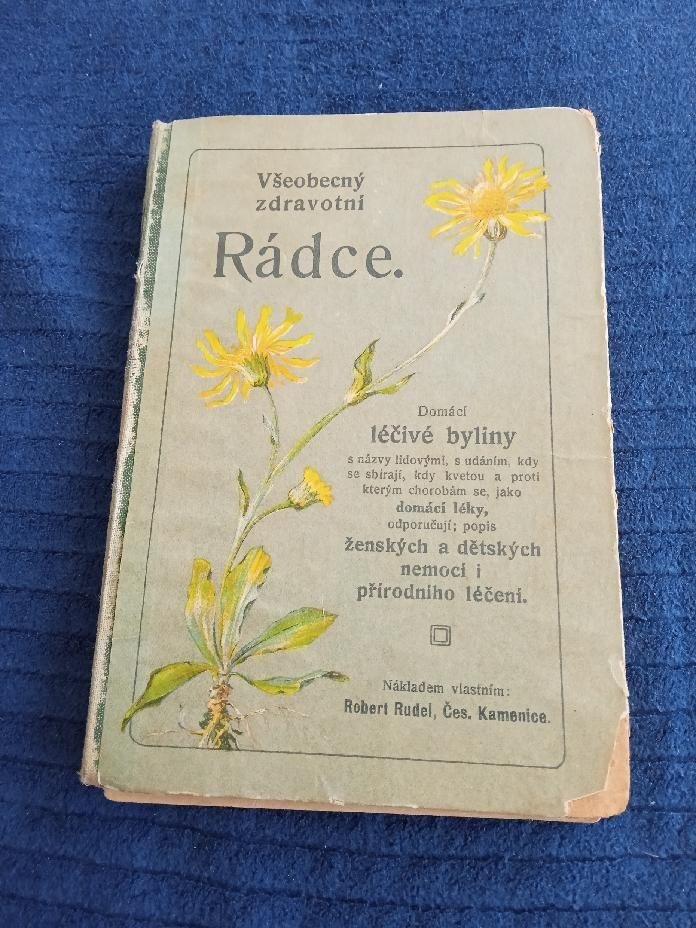 Všeobecný
zdravotní
Rádce.
Domácí
léčivé byliny
s názvy lidovými, s udáním, kdy
se sbírají, kdy kvetou a proti
kterým chorobám se, jako
domácí léky,
odporučují; popis
ženských a dětských
nemocí i
přírodního léčení.
Nákladem vlastním:
Robert Rudel, Čes. Kamenice.